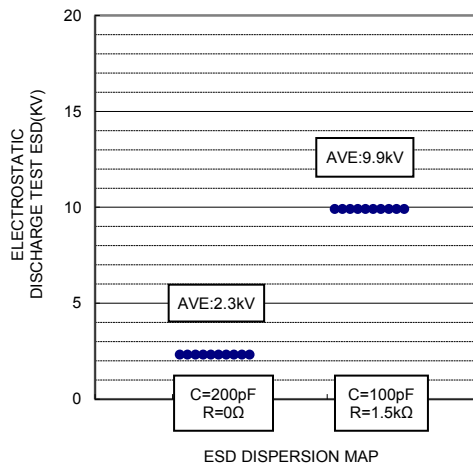 20
15
10
5
0
ELECTROSTATIC
DISCHARGE TEST ESD(KV)
AVE:9.9kV
AVE:2.3kV
C=200pF
R=0Ω
C=100pF
R=1.5kΩ
ESD DISPERSION MAP